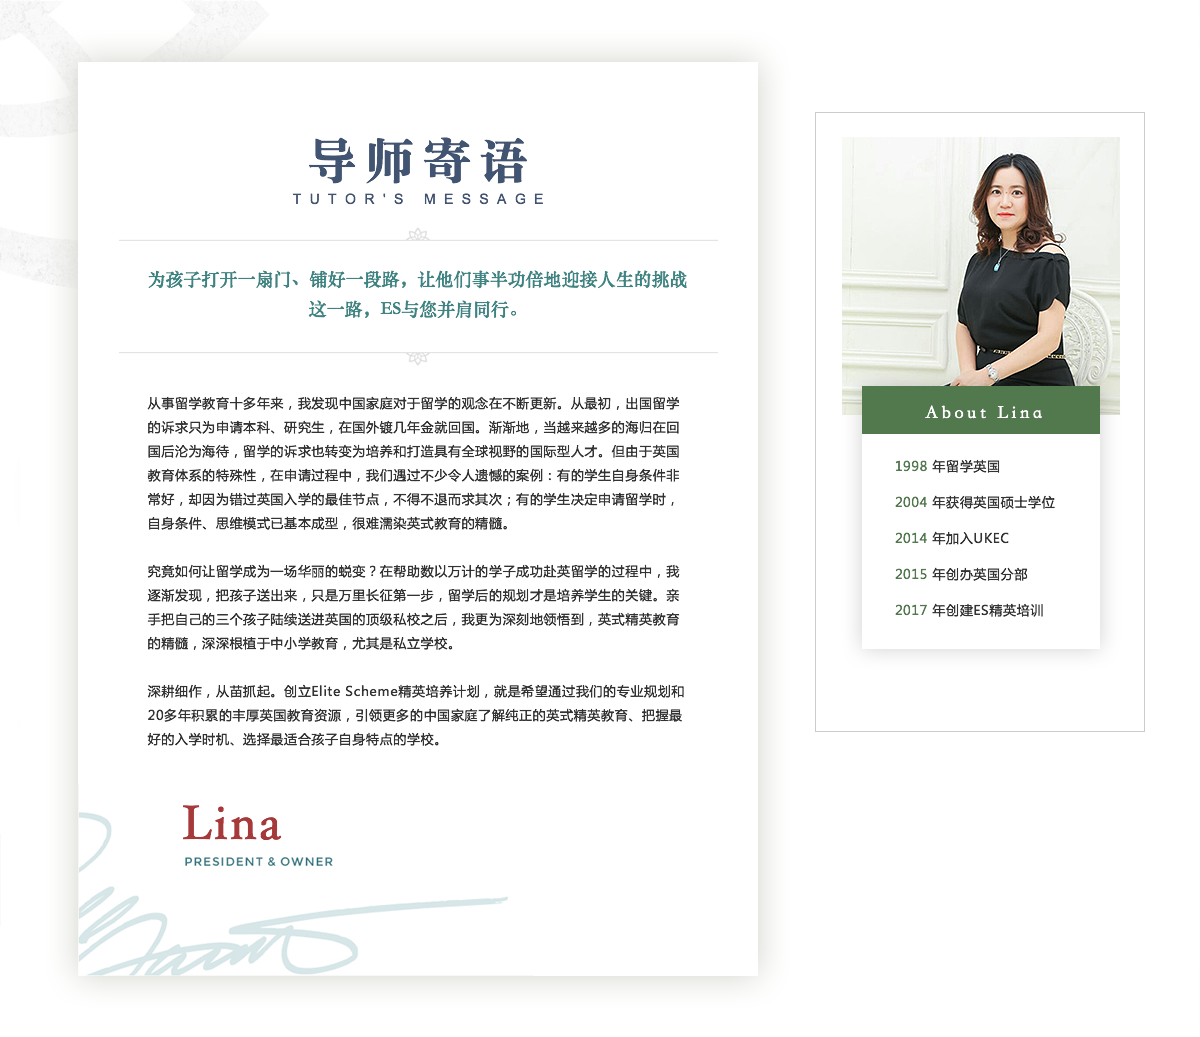 导师寄语
TUTOR'S MESSAGE
为孩子打开一扇门、铺好一段路，让他们事半功倍地迎接人生的挑战
这一路，ES与您并肩同行。
从事留学教育十多年来，我发现中国家庭对于留学的观念在不断更新。从最初，出国留学
的诉求只为申请本科、研究生，在国外镀几年金就回国。渐渐地，当越来越多的海归在回
国后沦为海待，留学的诉求也转变为培养和打造具有全球视野的国际型人才。但由于英国
教育体系的特殊性，在申请过程中，我们遇过不少令人遗憾的案例：有的学生自身条件非
常好，却因为错过英国入学的最佳节点，不得不退而求其次；有的学生决定申请留学时，
自身条件、思维模式已基本成型，很难濡染英式教育的精髓。
究竟如何让留学成为一场华丽的蜕变？在帮助数以万计的学子成功赴英留学的过程中，我
逐渐发现，把孩子送出来，只是万里长征第一步，留学后的规划才是培养学生的关键。亲
手把自己的三个孩子陆续送进英国的顶级私校之后，我更为深刻地领悟到，英式精英教育
的精髓，深深根植于中小学教育，尤其是私立学校。
深耕细作，从苗抓起。创立Elite Scheme精英培养计划，就是希望通过我们的专业规划和
20多年积累的丰厚英国教育资源，引领更多的中国家庭了解纯正的英式精英教育、把握最
好的入学时机、选择最适合孩子自身特点的学校。
Lina
PRESIDENT & OWNER
About Lina
1998 年留学英国
2004 年获得英国硕士学位
2014 年加入UKEC
2015 年创办英国分部
2017 年创建ES精英培训